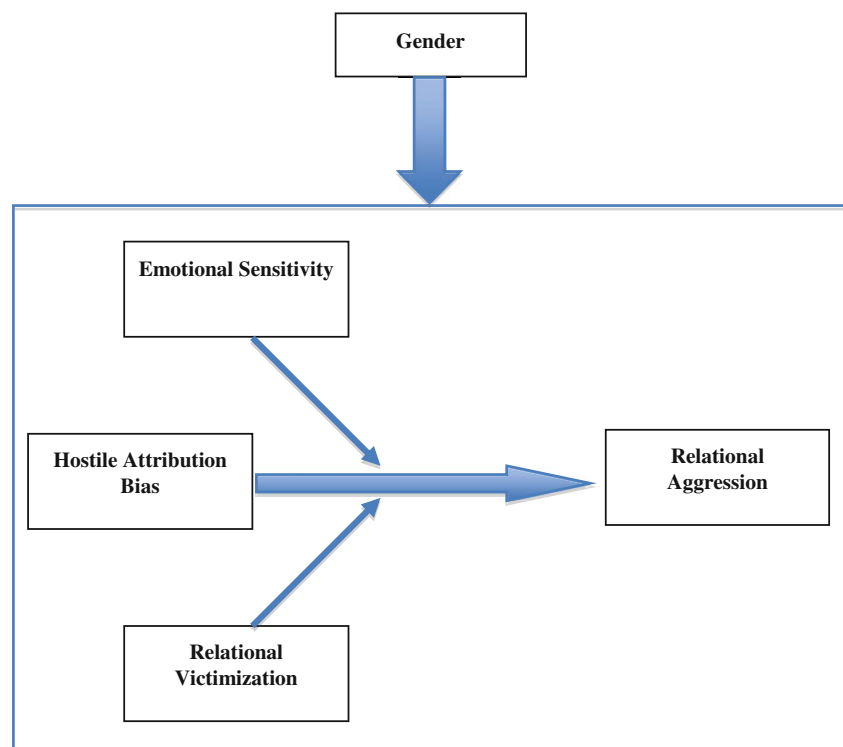 Gender
Emotional Sensitivity
Hostile Attribution
Bias
Relational
Aggression
Relational
Victimization